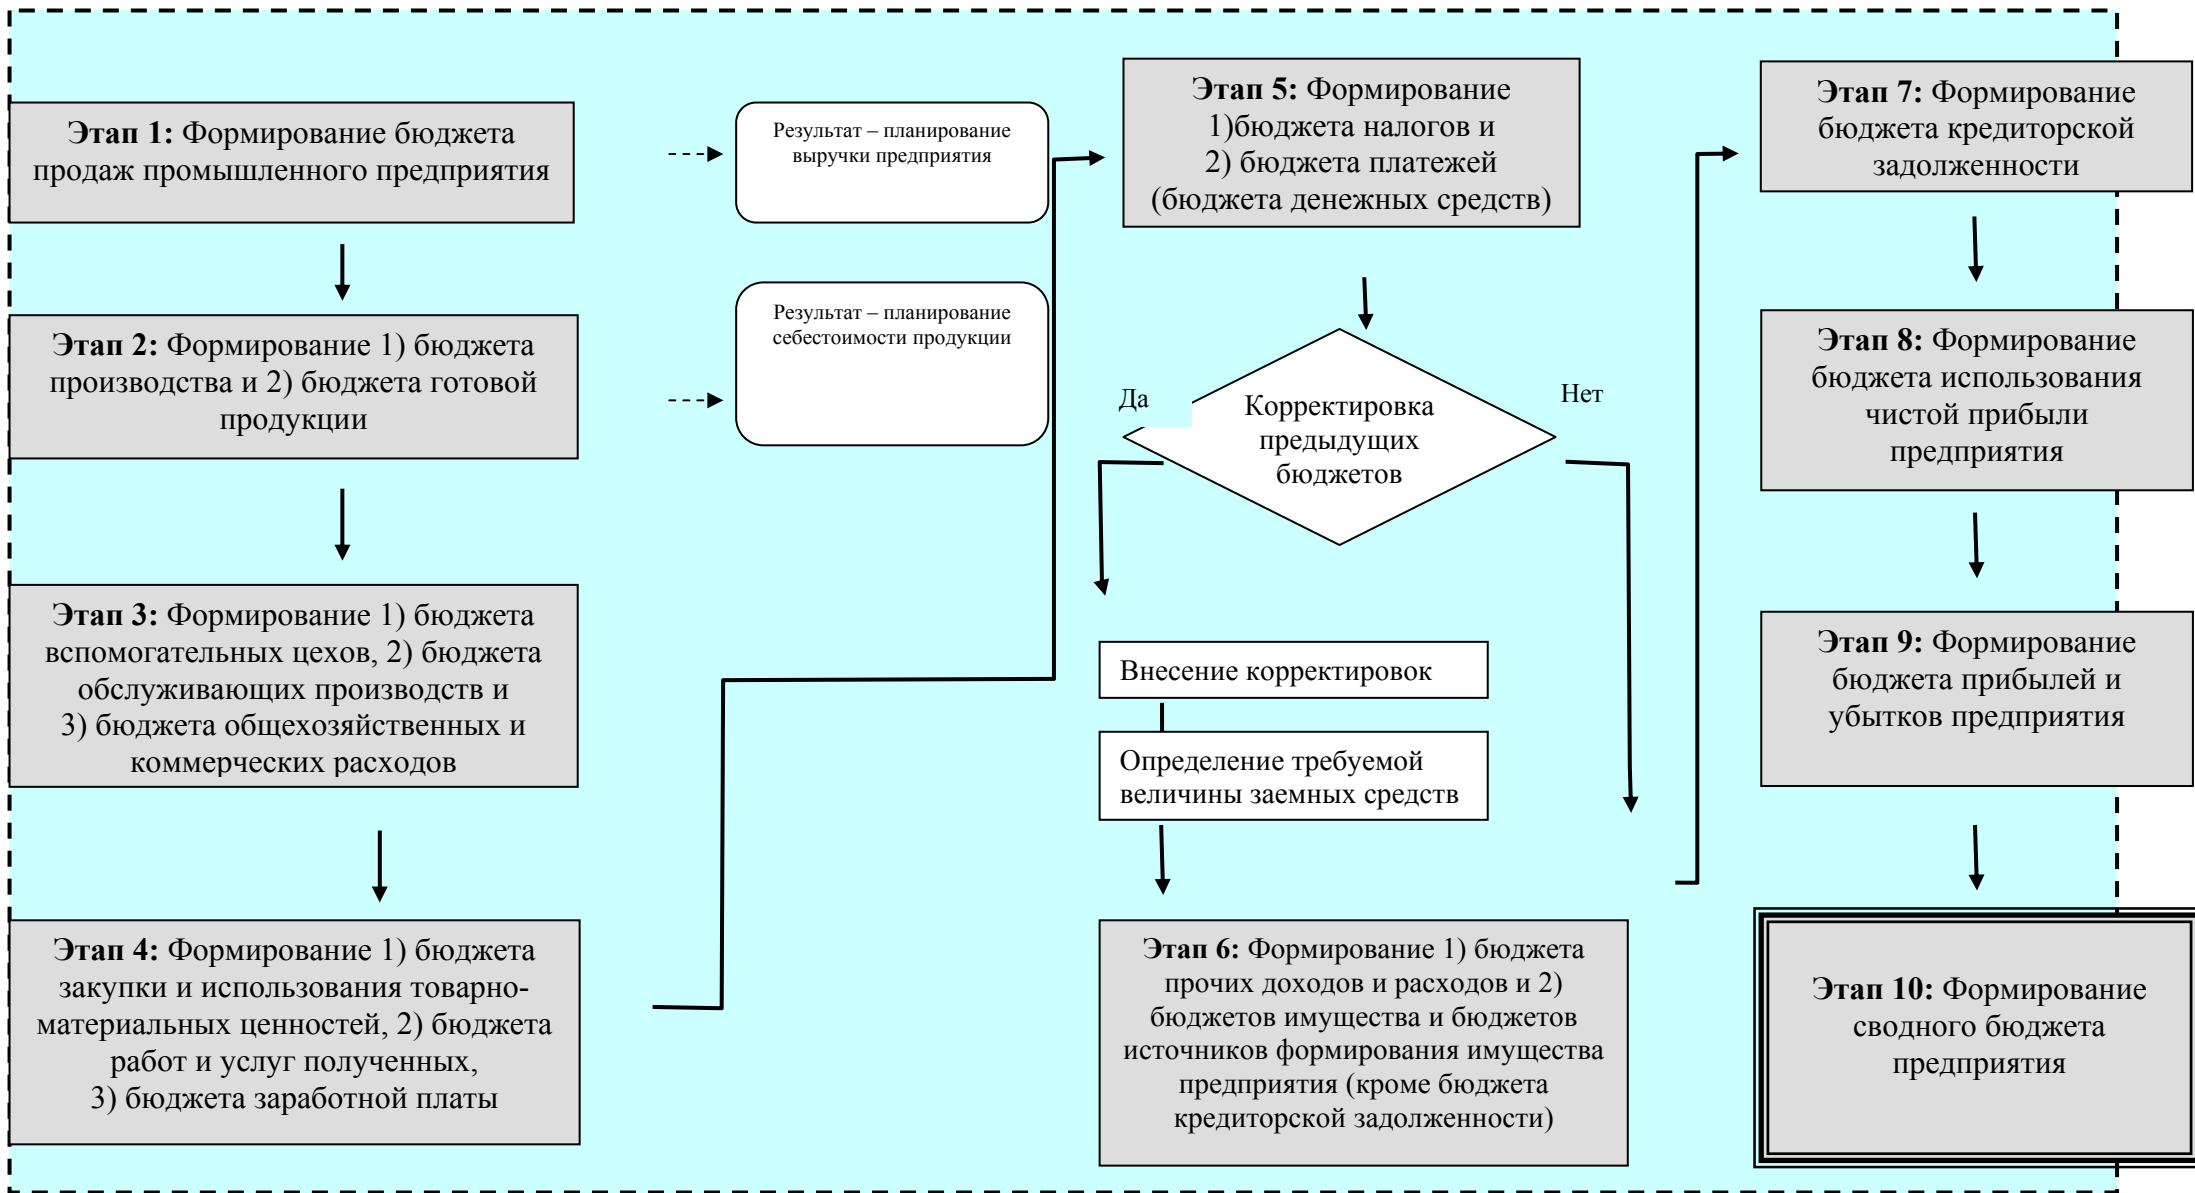 Этап 1: Формирование бюджета
продаж промышленного предприятия
Результат – планирование
выручки предприятия
Этап 2: Формирование 1) бюджета
производства и 2) бюджета готовой
продукции
Результат – планирование
себестоимости продукции
Этап 3: Формирование 1) бюджета
вспомогательных цехов, 2) бюджета
обслуживающих производств и
3) бюджета общехозяйственных и
коммерческих расходов
Этап 4: Формирование 1) бюджета
закупки и использования товарно-
материальных ценностей, 2) бюджета
работ и услуг полученных,
3) бюджета заработной платы
Этап 5: Формирование
1)бюджета налогов и
2) бюджета платежей
(бюджета денежных средств)
Да
Корректировка
предыдущих
бюджетов
Нет
Внесение корректировок
Определение требуемой
величины заемных средств
Этап 6: Формирование 1) бюджета
прочих доходов и расходов и 2)
бюджетов имущества и бюджетов
источников формирования имущества
предприятия (кроме бюджета
кредиторской задолженности)
Этап 7: Формирование
бюджета кредиторской
задолженности
Этап 8: Формирование
бюджета использования
чистой прибыли
предприятия
Этап 9: Формирование
бюджета прибылей и
убытков предприятия
Этап 10: Формирование
сводного бюджета
предприятия